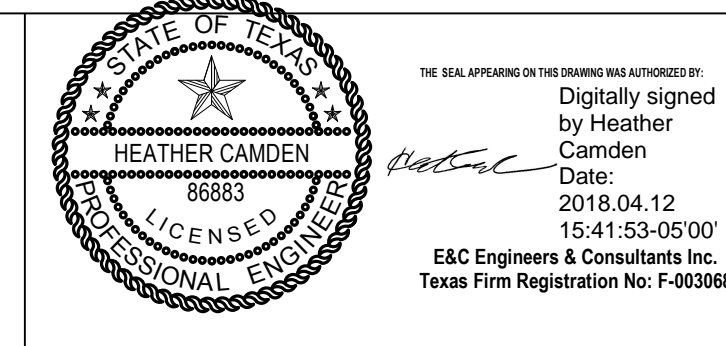 STATE OF TEXAS
HEATHER CAMDEN
86883
LICENSED
PROFESSIONAL ENGINEER
THE SEAL APPEARING ON THIS DRAWING WAS AUTHORIZED BY:
Digitally signed
by Heather
Camden
Date:
2018.04.12
15:41:53-05'00'
E&C Engineers & Consultants Inc.
Texas Firm Registration No: F-003068